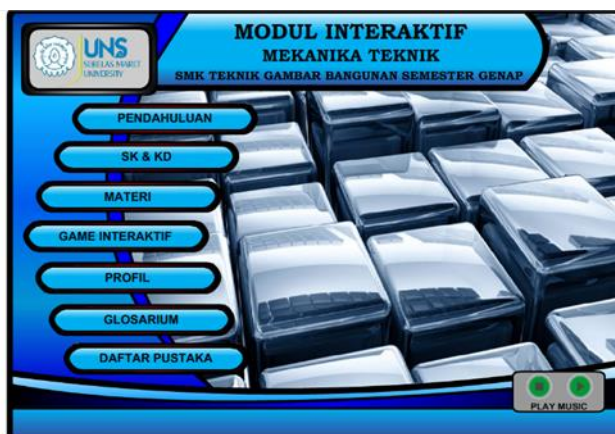 UNS
SEBELAS MARET
UNIVERSITY
MODUL INTERAKTIF
MEKANIKA TEKNIK
SMK TEKNIK GAMBAR BANGUNAN SEMESTER GENAP
PENDAHULUAN
SK & KD
MATERI
GAME INTERAKTIF
PROFIL
GLOSARIUM
DAFTAR PUSTAKA
PLAY MUSIC